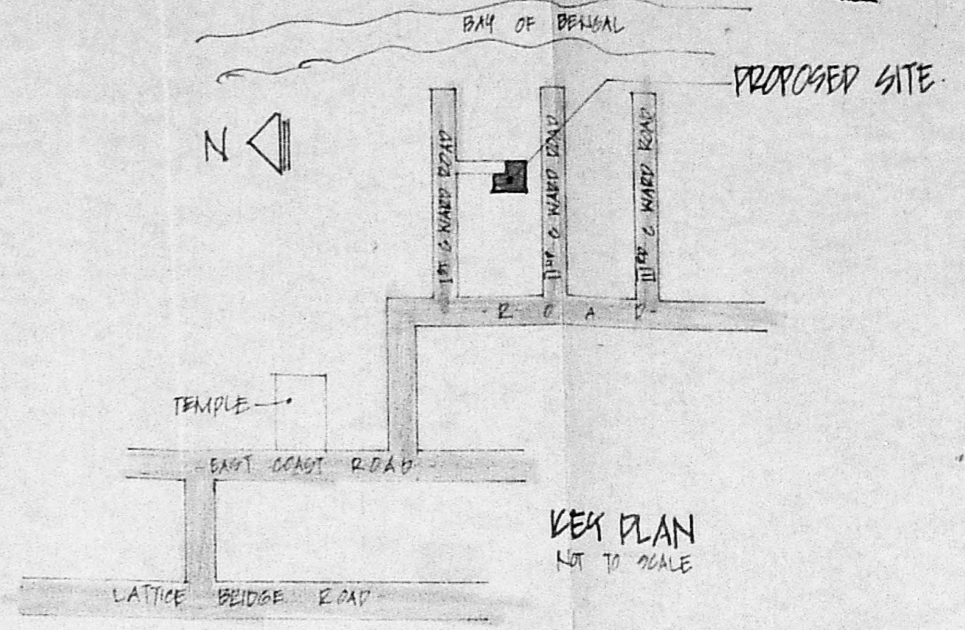 BAY OF BENGAL
PROPOSED SITE.
N
IST C WARD ROAD
IIND C WARD ROAD
IIIRD C WARD ROAD
ROAD
TEMPLE
EAST COAST ROAD
KEY PLAN
NOT TO SCALE
LATTICE BRIDGE ROAD